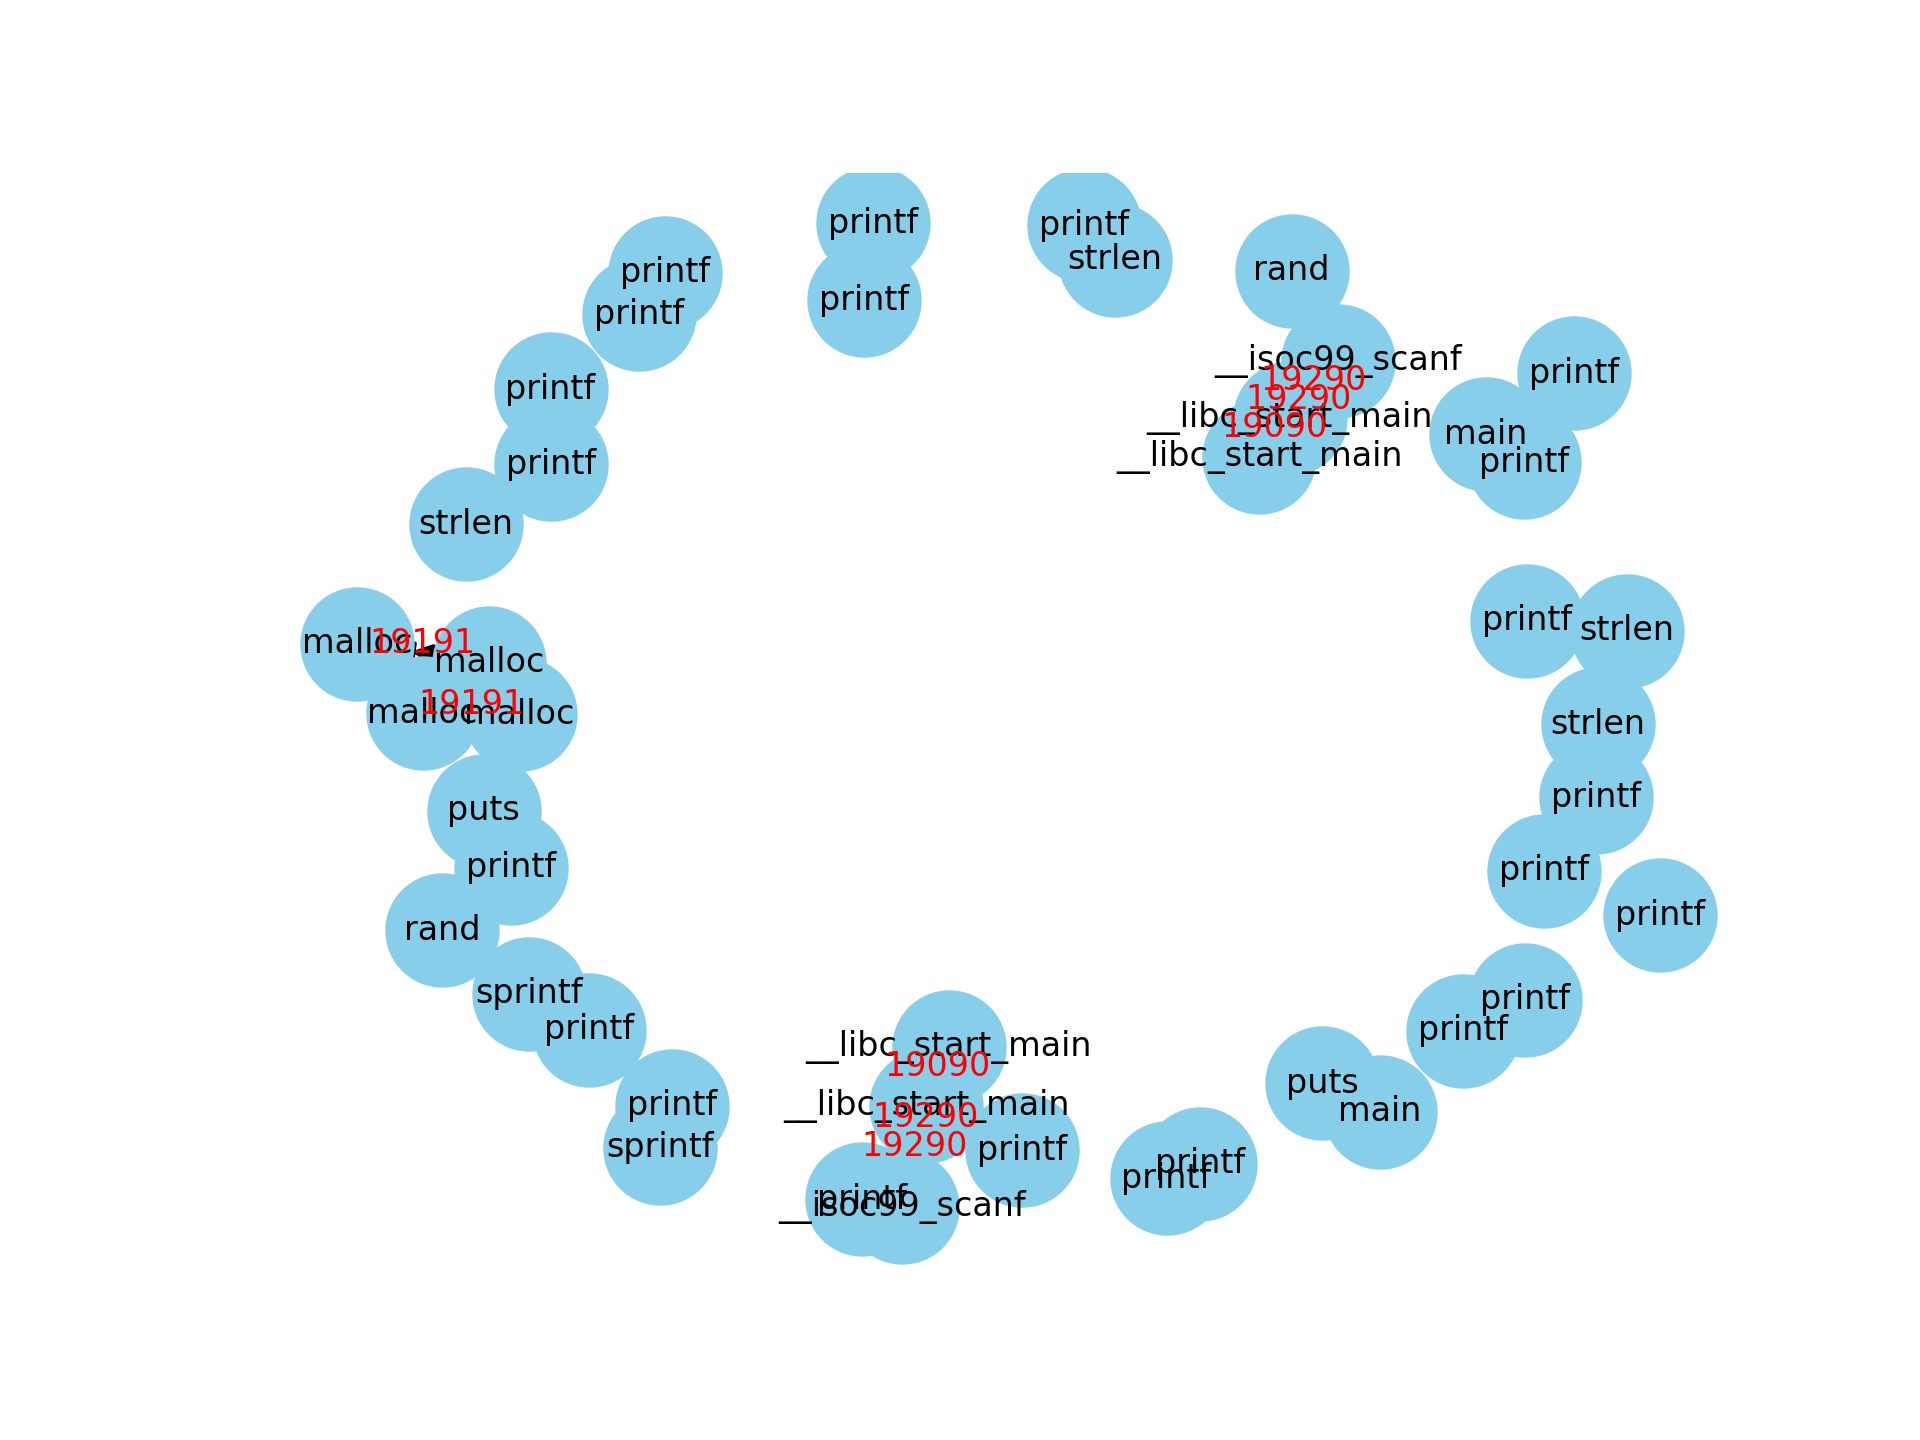 printf
printf
strlen
rand
printf
printf
printf
printf
__isoc99_scanf
printf
19290
printf
19290
__libc_start_main
19090
main
__libc_start_main
printf
printf
strlen
printf
strlen
malloc
19191
malloc
19191
malloc
malloc
strlen
printf
puts
printf
printf
printf
rand
sprintf
printf
printf
printf
__libc_start_main
19090
puts
printf
__libc_start_main
main
19290
sprintf
19290
printf
printf
printf
printf
__isoc99_scanf